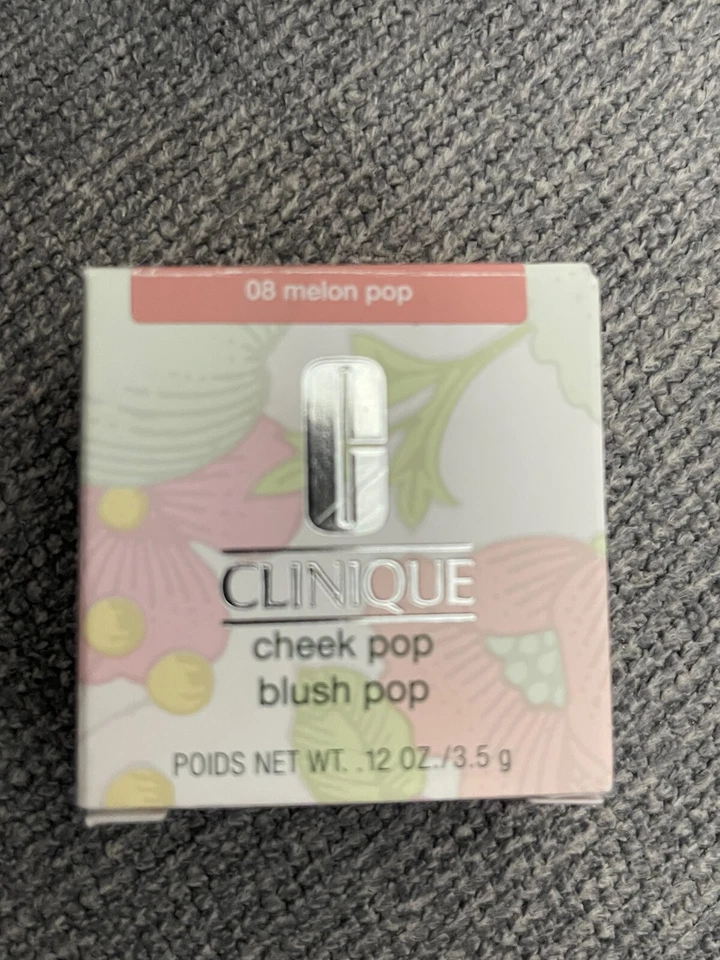 08 melon pop
CLINIQUE
cheek pop
blush pop
POIDS NET WT. .12 OZ./3.5 g